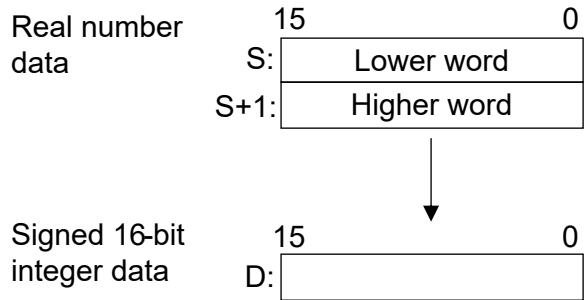 Real number
data
15 0
S: Lower word
S+1: Higher word
Signed 16-bit
integer data
15 0
D: